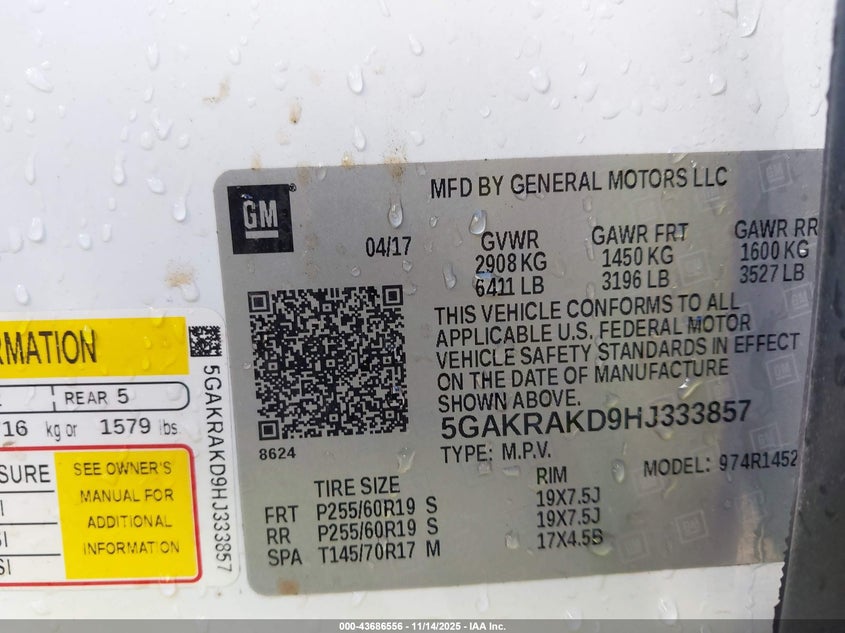 RMATION
REAR 5
16 kg or 1579 lbs
SURE
SEE OWNER'S
MANUAL FOR
ADDITIONAL
INFORMATION
SI
SI
5GAKRAKD9HJ333857
GM
MFD BY GENERAL MOTORS LLC
04/17
GVWR GAWR FRT GAWR RR
2908 KG 1450 KG 1600 KG
6411 LB 3196 LB 3527 LB
THIS VEHICLE CONFORMS TO ALL
APPLICABLE U.S. FEDERAL MOTOR
VEHICLE SAFETY STANDARDS IN EFFECT
ON THE DATE OF MANUFACTURE
SHOWN ABOVE.
5GAKRAKD9HJ333857
8624
TYPE: M.P.V. MODEL: 974R1452
TIRE SIZE RIM
FRT P255/60R19 S 19X7.5J
RR P255/60R19 S 19X7.5J
SPA T145/70R17 M 17X4.5B
000-43686556 - 11/14/2025 - IAA Inc.